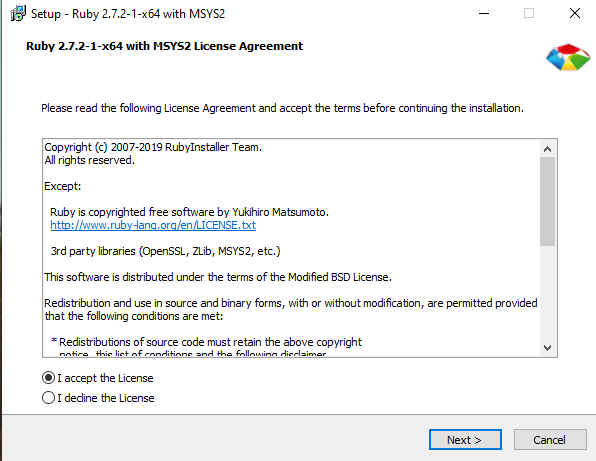 Setup - Ruby 2.7.2-1-x64 with MSYS2
Ruby 2.7.2-1-x64 with MSYS2 License Agreement
Please read the following License Agreement and accept the terms before continuing the installation.
Copyright (c) 2007-2019 RubyInstaller Team.
All rights reserved.
Except:
Ruby is copyrighted free software by Yukihiro Matsumoto.
http://www.ruby-lang.org/en/LICENSE.txt
3rd party libraries (OpenSSL, ZLib, MSYS2, etc.)
This software is distributed under the terms of the Modified BSD License.
Redistribution and use in source and binary forms, with or without modification, are permitted provided
that the following conditions are met:
* Redistributions of source code must retain the above copyright
notice, this list of conditions and the following disclaimer.
I accept the License
I decline the License
Next >
Cancel